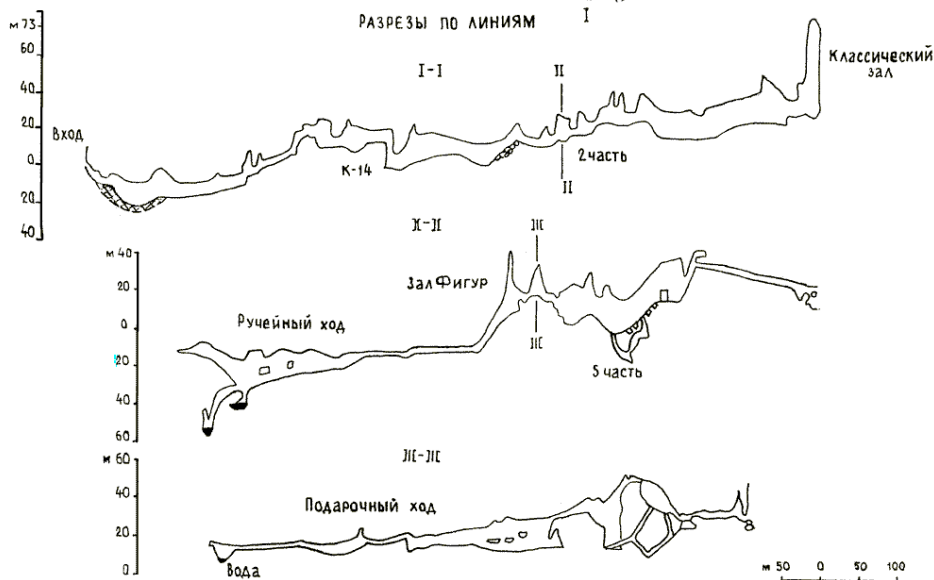 РАЗРЕЗЫ ПО ЛИНИЯМ
I
м 73
60
40
20
0
20
40
I-I
II
Классический
зал
Вход
К-14
2 часть
II
II-II
м 40
20
0
20
40
60
III
Зал Фигур
Ручейный ход
III
5 часть
III-III
м 60
40
20
0
Подарочный ход
Вода
м 50 0 50 100